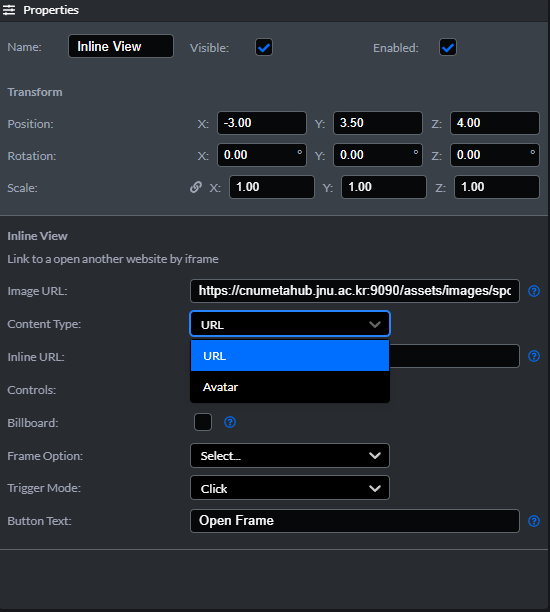 Properties
Name: Inline View Visible: Enabled:
Transform
Position: X: -3.00 Y: 3.50 Z: 4.00
Rotation: X: 0.00 ° Y: 0.00 ° Z: 0.00 °
Scale: X: 1.00 Y: 1.00 Z: 1.00
Inline View
Link to a open another website by iframe
Image URL: https://cnumetahub.jnu.ac.kr:9090/assets/images/spo
Content Type: URL
URL
Inline URL:
Avatar
Controls:
Billboard:
Frame Option: Select...
Trigger Mode: Click
Button Text: Open Frame